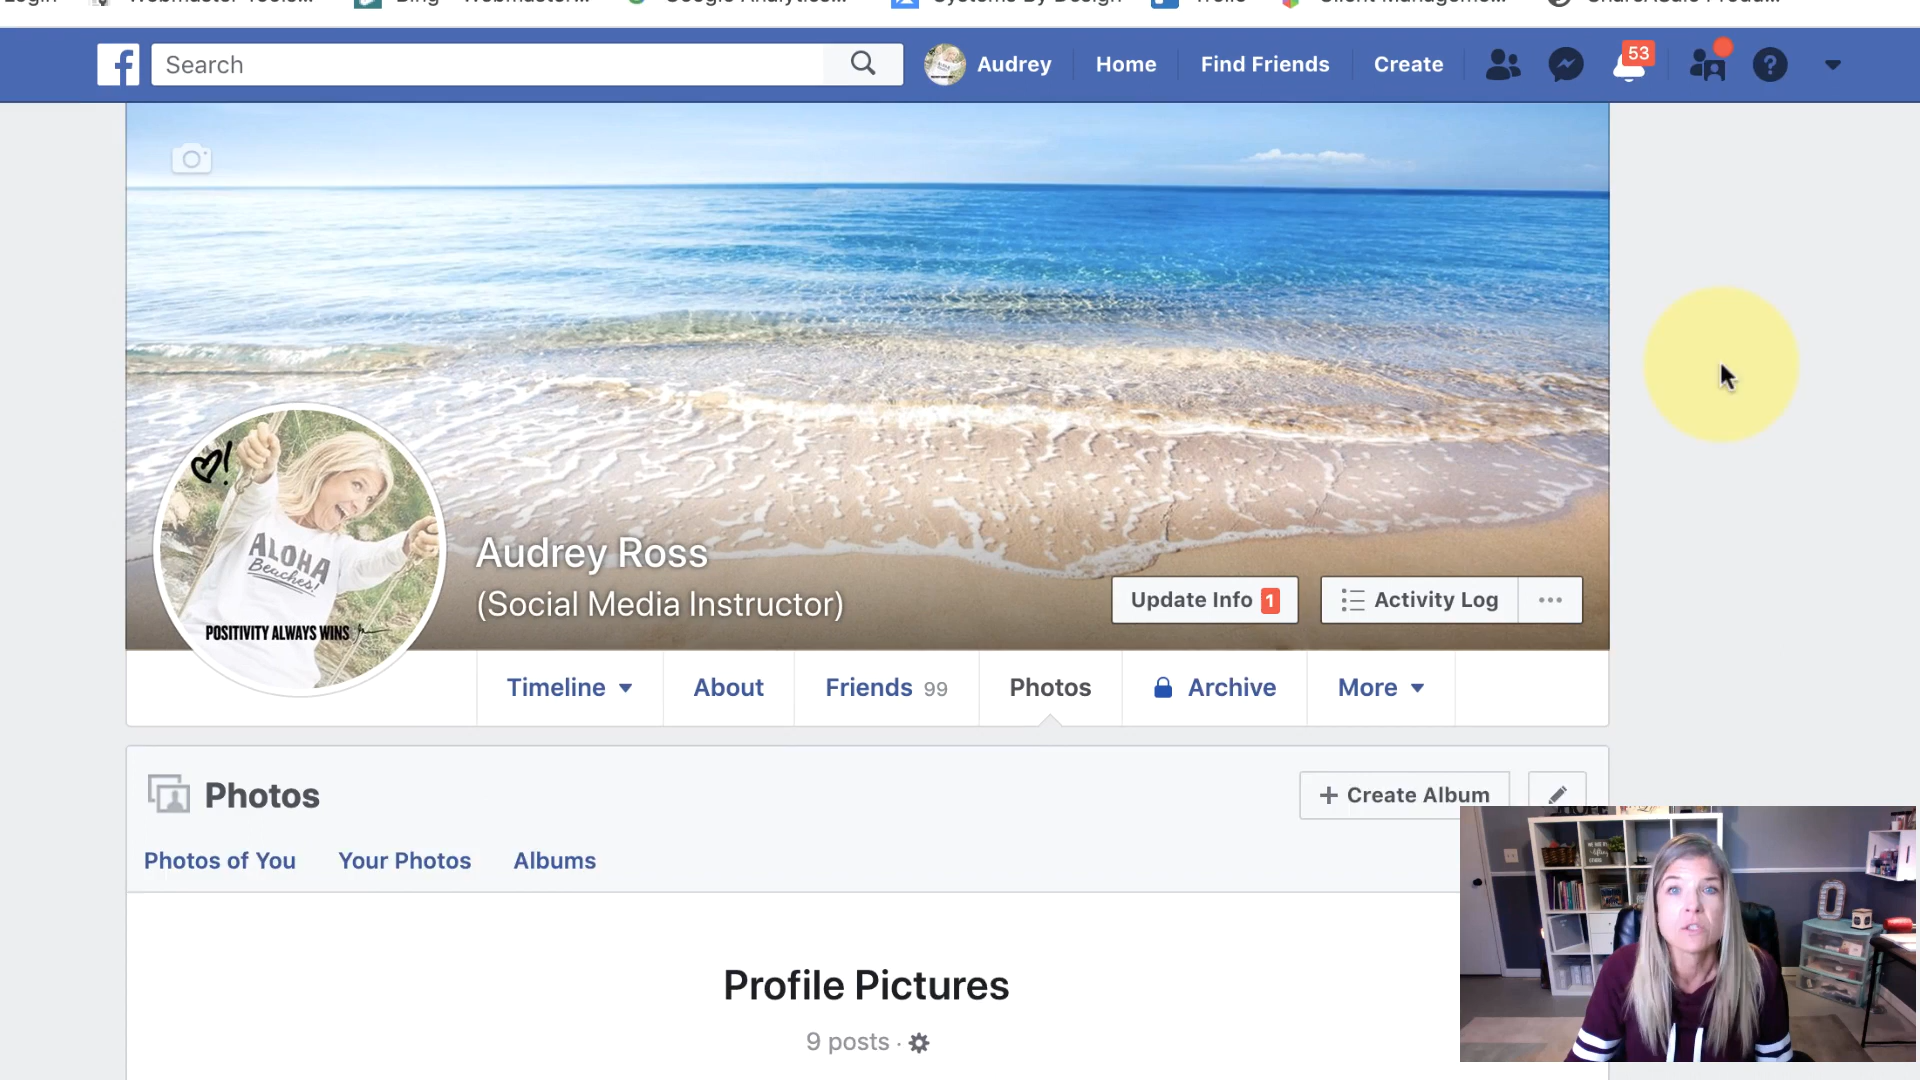 Search
Audrey
Home
Find Friends
Create
53
?
ALOHA
Beaches!
POSITIVITY ALWAYS WINS
Audrey Ross
(Social Media Instructor)
Update Info 1
Activity Log
Timeline
About
Friends 99
Photos
Archive
More
Photos
+ Create Album
Photos of You
Your Photos
Albums
Profile Pictures
9 posts ·